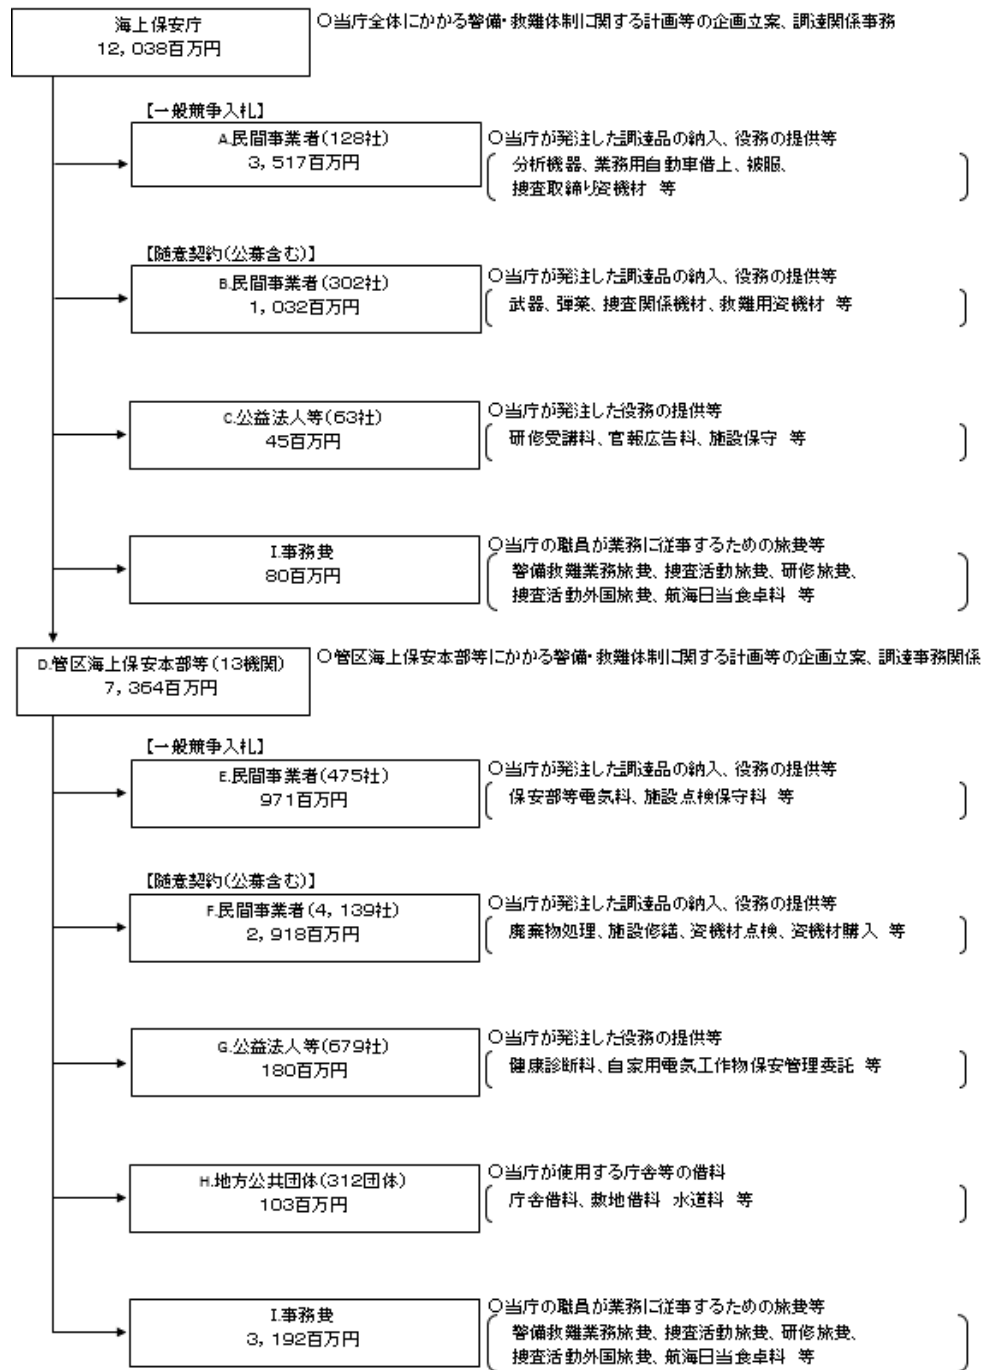 海上保安庁
12，038百万円
○当庁全体にかかる警備・救難体制に関する計画等の企画立案、調達関係事務
【一般競争入札】
A.民間事業者(128社)
3，517百万円
○当庁が発注した調達品の納入、役務の提供等
分析機器、業務用自動車借上、被服、
捜査取締り資機材　等
【随意契約(公募含む)】
B.民間事業者(302社)
1，032百万円
○当庁が発注した調達品の納入、役務の提供等
武器、弾薬、捜査関係機材、救難用資機材　等
C.公益法人等(63社)
45百万円
○当庁が発注した役務の提供等
研修受講料、官報広告料、施設保守　等
I.事務費
80百万円
○当庁の職員が業務に従事するための旅費等
警備救難業務旅費、捜査活動旅費、研修旅費、
捜査活動外国旅費、航海日当食卓料　等
D.管区海上保安本部等(13機関)
7，364百万円
○管区海上保安本部等にかかる警備・救難体制に関する計画等の企画立案、調達事務関係
【一般競争入札】
E.民間事業者(475社)
971百万円
○当庁が発注した調達品の納入、役務の提供等
保安部等電気料、施設点検保守料　等
【随意契約(公募含む)】
F.民間事業者(4，139社)
2，918百万円
○当庁が発注した調達品の納入、役務の提供等
廃棄物処理、施設修繕、資機材点検、資機材購入　等
G.公益法人等(679社)
180百万円
○当庁が発注した役務の提供等
健康診断料、自家用電気工作物保安管理委託　等
H.地方公共団体(312団体)
103百万円
○当庁が使用する庁舎等の借料
庁舎借料、敷地借料　水道料　等
I.事務費
3，192百万円
○当庁の職員が業務に従事するための旅費等
警備救難業務旅費、捜査活動旅費、研修旅費、
捜査活動外国旅費、航海日当食卓料　等